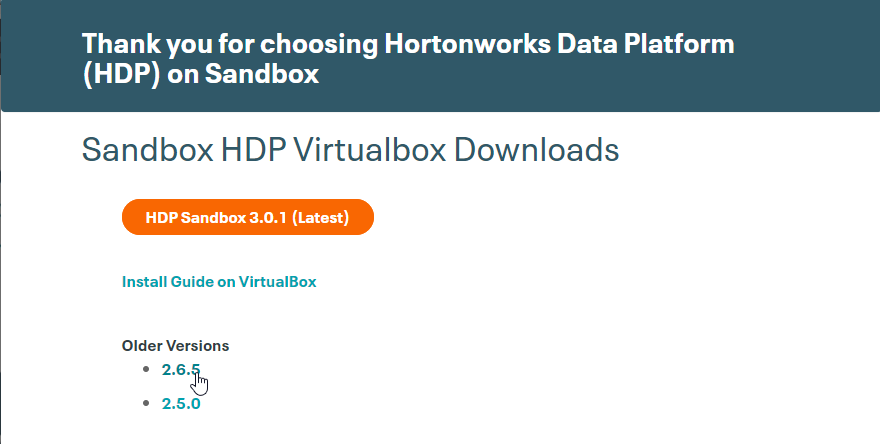 Thank you for choosing Hortonworks Data Platform
(HDP) on Sandbox
Sandbox HDP Virtualbox Downloads
HDP Sandbox 3.0.1 (Latest)
Install Guide on VirtualBox
Older Versions
2.6.5
2.5.0